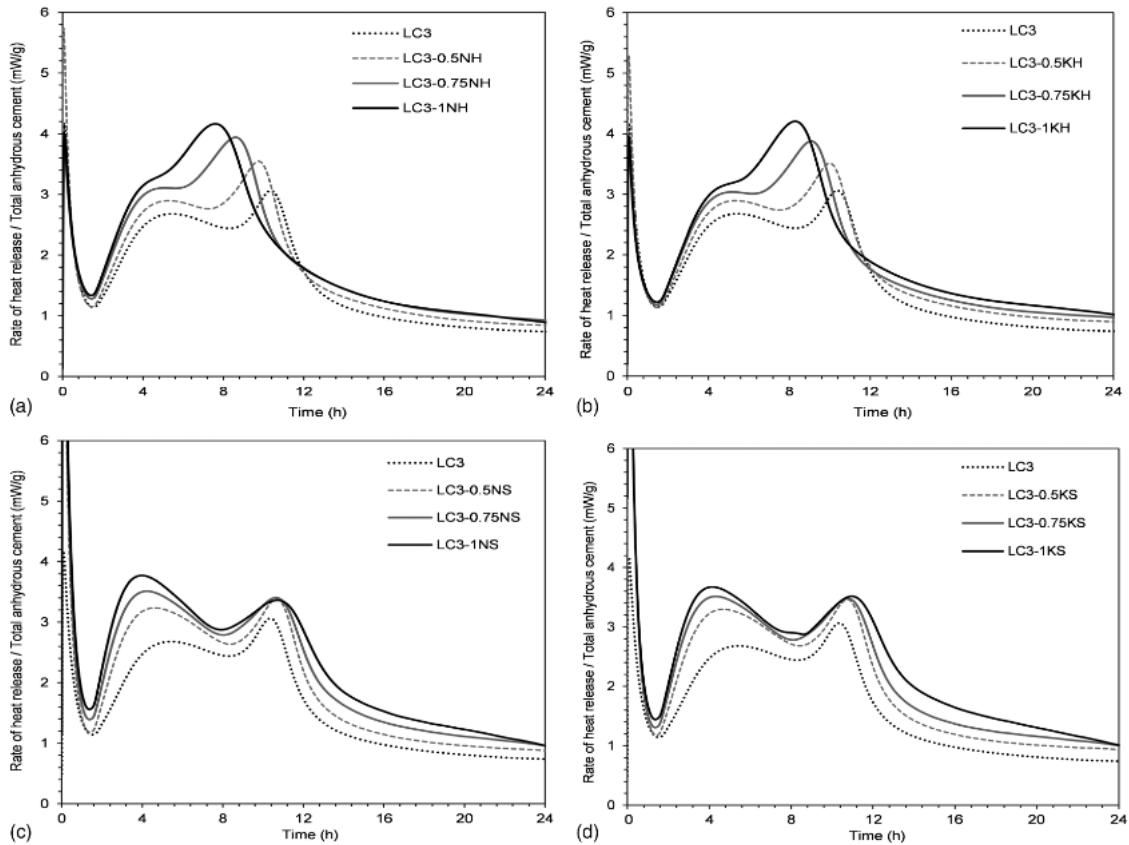 Rate of heat release / Total anhydrous cement (mW/g)
6
5
4
3
2
1
0
LC3
LC3-0.5NH
LC3-0.75NH
LC3-1NH
0 4 8 12 16 20 24
(a)
Time (h)
Rate of heat release / Total anhydrous cement (mW/g)
6
5
4
3
2
1
0
LC3
LC3-0.5KH
LC3-0.75KH
LC3-1KH
0 4 8 12 16 20 24
(b)
Time (h)
Rate of heat release / Total anhydrous cement (mW/g)
6
5
4
3
2
1
0
LC3
LC3-0.5NS
LC3-0.75NS
LC3-1NS
0 4 8 12 16 20 24
(c)
Time (h)
Rate of heat release / Total anhydrous cement (mW/g)
6
5
4
3
2
1
0
LC3
LC3-0.5KS
LC3-0.75KS
LC3-1KS
0 4 8 12 16 20 24
(d)
Time (h)